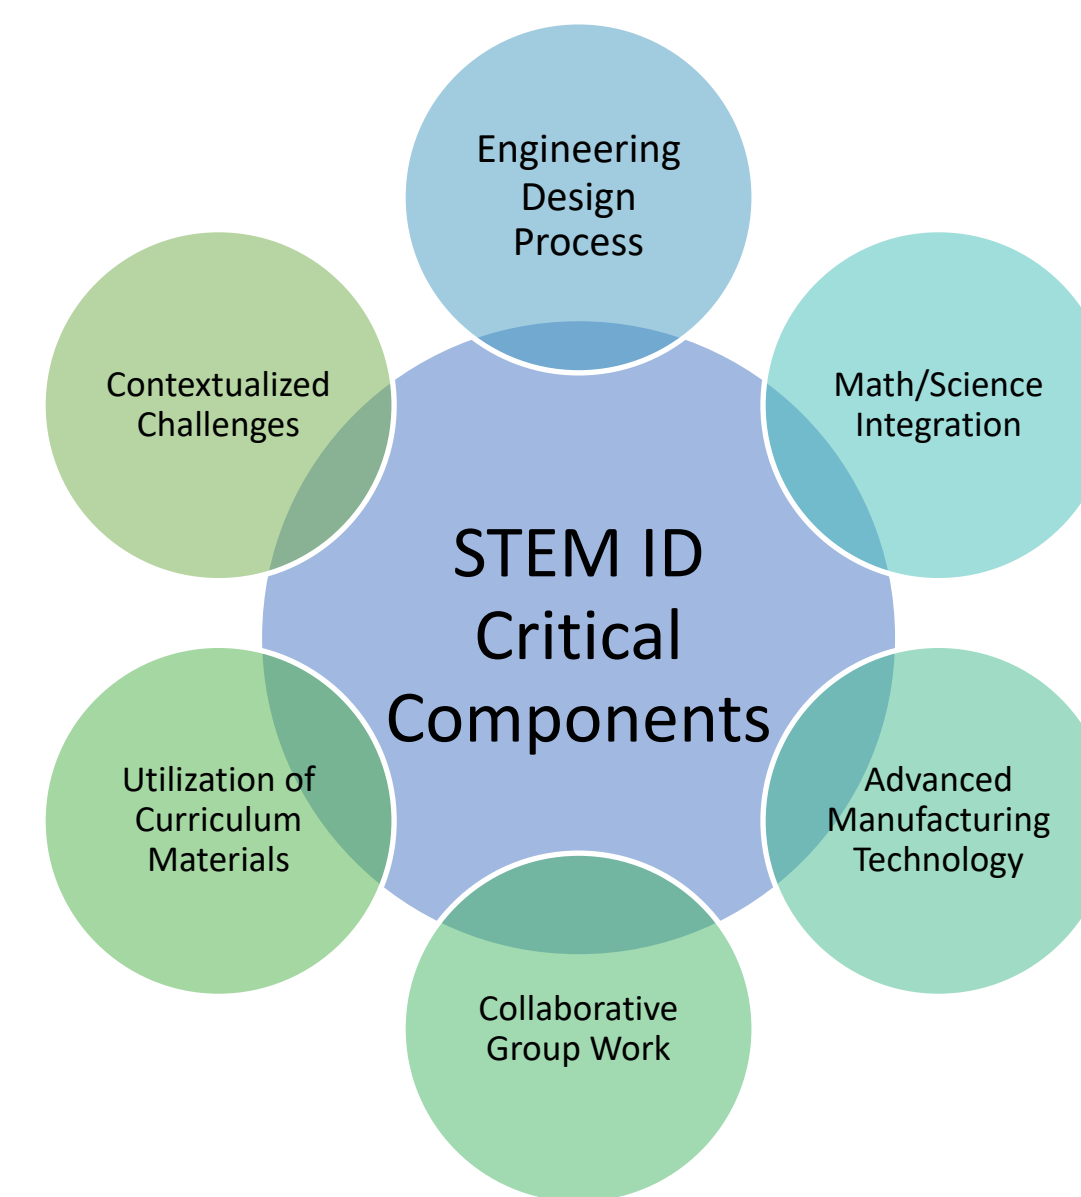 Engineering
Design
Process
Contextualized
Challenges
Math/Science
Integration
STEM ID
Critical
Components
Utilization of
Curriculum
Materials
Advanced
Manufacturing
Technology
Collaborative
Group Work